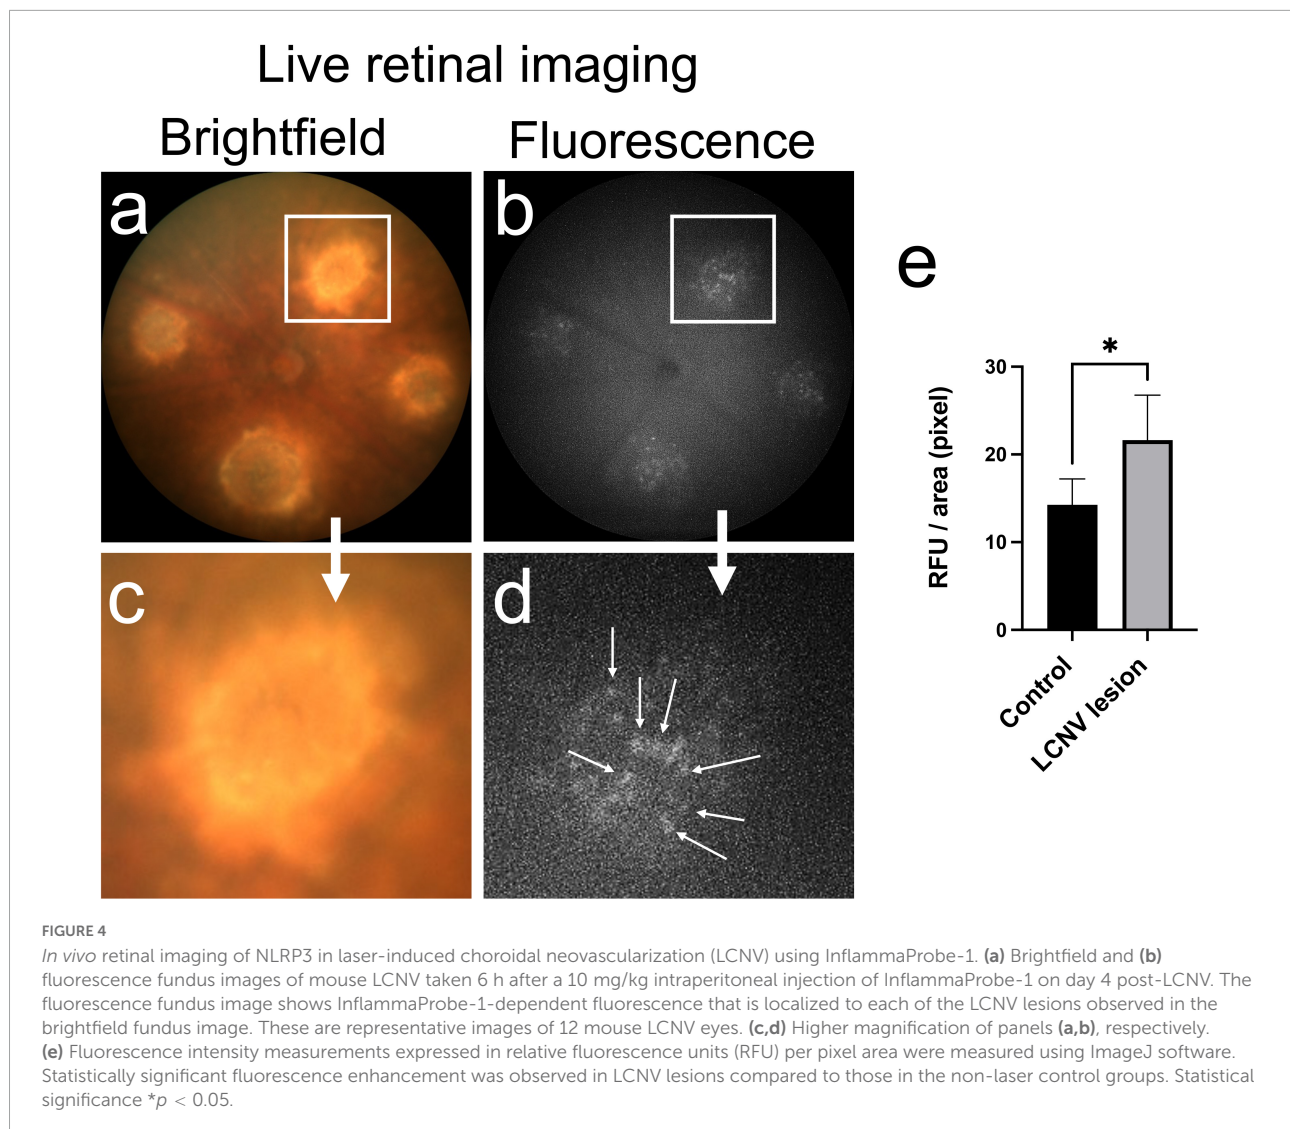 Live retinal imaging
Brightfield
Fluorescence
a
b
c
d
e
*
RFU / area (pixel)
30
20
10
0
Control
LCNV lesion
FIGURE 4
In vivo retinal imaging of NLRP3 in laser-induced choroidal neovascularization (LCNV) using InflammaProbe-1. (a) Brightfield and (b)
fluorescence fundus images of mouse LCNV taken 6 h after a 10 mg/kg intraperitoneal injection of InflammaProbe-1 on day 4 post-LCNV. The
fluorescence fundus image shows InflammaProbe-1-dependent fluorescence that is localized to each of the LCNV lesions observed in the
brightfield fundus image. These are representative images of 12 mouse LCNV eyes. (c,d) Higher magnification of panels (a,b), respectively.
(e) Fluorescence intensity measurements expressed in relative fluorescence units (RFU) per pixel area were measured using ImageJ software.
Statistically significant fluorescence enhancement was observed in LCNV lesions compared to those in the non-laser control groups. Statistical
significance *p < 0.05.